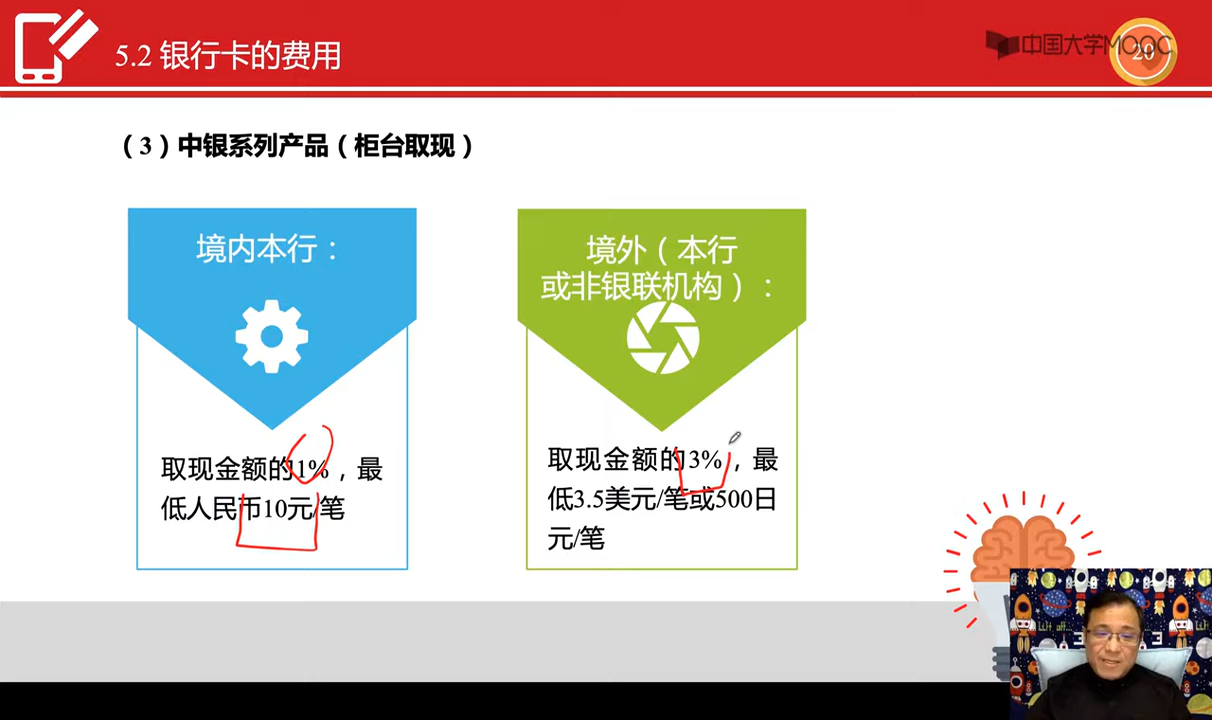 5.2 银行卡的费用
中国大学MOOC
20
（3）中银系列产品（柜台取现）
境内本行：
取现金额的1%，最
低人民币10元/笔
境外（本行
或非银联机构）：
取现金额的3%，最
低3.5美元/笔或500日
元/笔